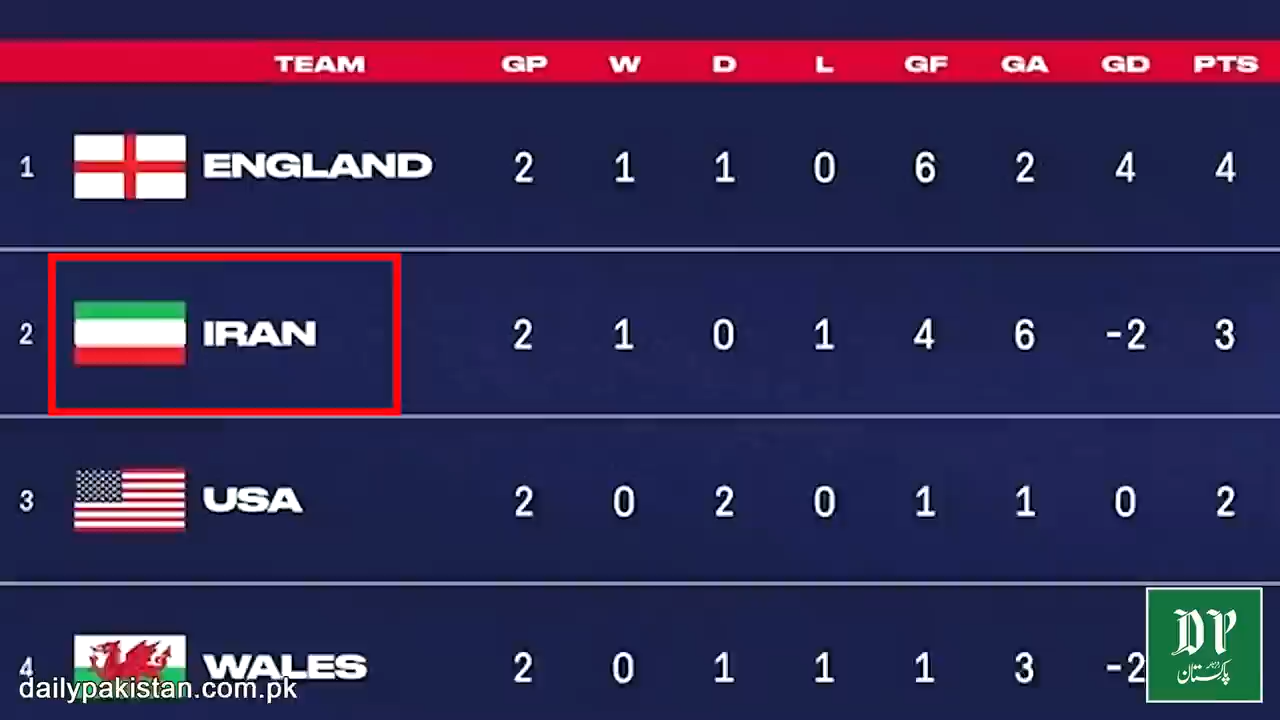 TEAM GP W D L GF GA GD PTS
1 ENGLAND 2 1 1 0 6 2 4 4
2 IRAN 2 1 0 1 4 6 -2 3
3 USA 2 0 2 0 1 1 0 2
4 WALES 2 0 1 1 1 3 -2
dailypakistan.com.pk
DP
روزنامہ
پاکستان